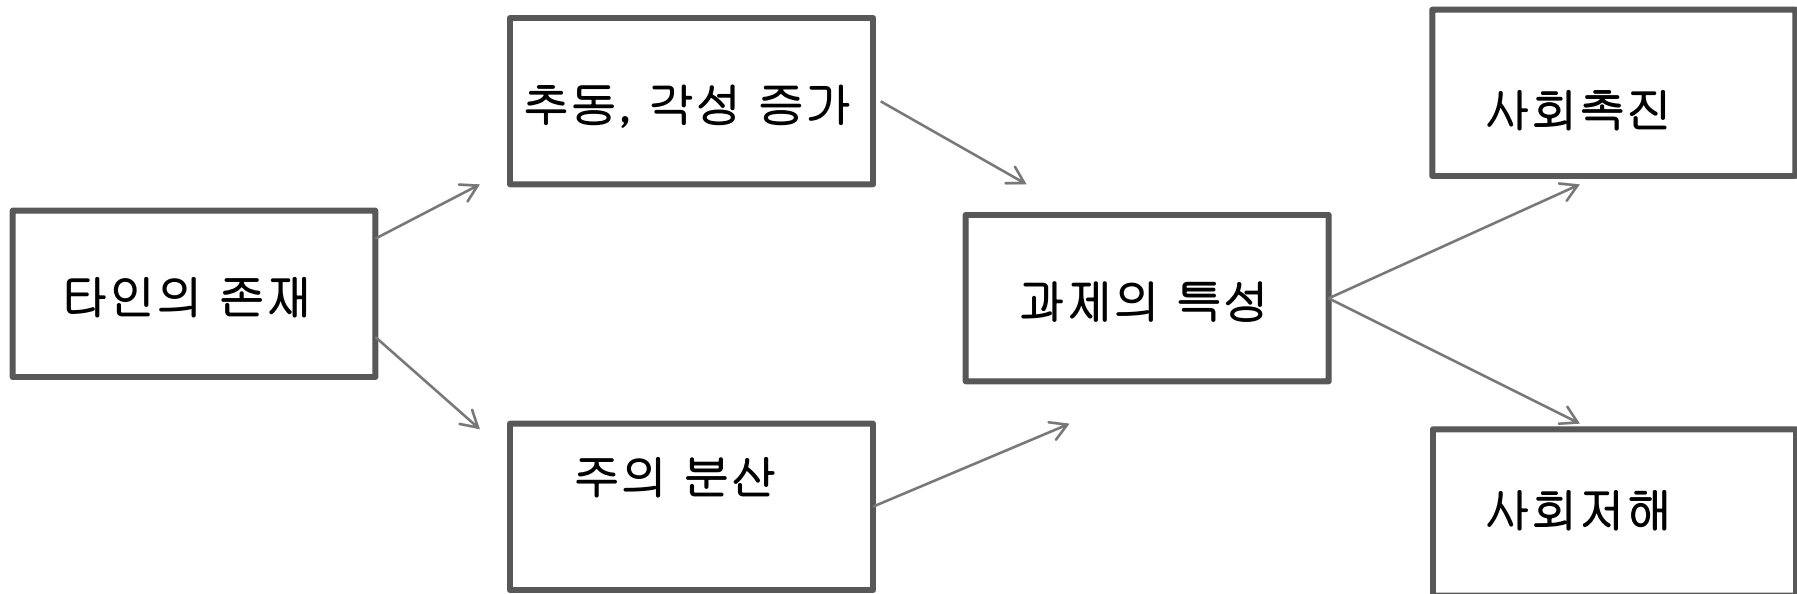 추동, 각성 증가
사회촉진
타인의 존재
과제의 특성
주의 분산
사회저해